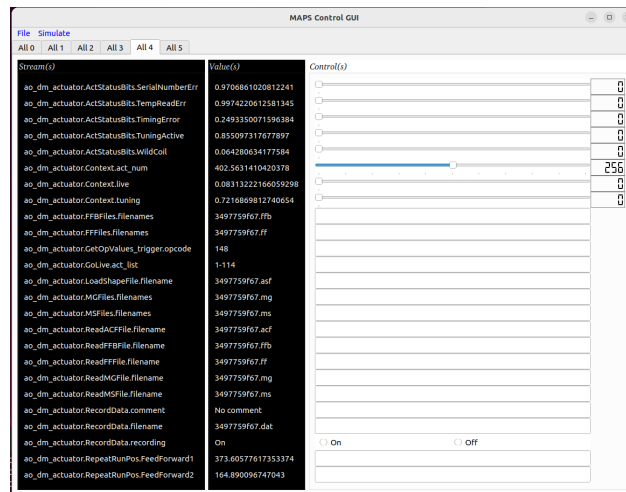 MAPS Control GUI
File Simulate
All 0 All 1 All 2 All 3 All 4 All 5
Stream(s) Value(s) Control(s)
ao_dm_actuator.ActStatusBits.SerialNumberErr 0.9706861020812241 0
ao_dm_actuator.ActStatusBits.TempReadErr 0.9974220612581345 0
ao_dm_actuator.ActStatusBits.TimingError 0.2493350071596384 0
ao_dm_actuator.ActStatusBits.TuningActive 0.855097317677897 0
ao_dm_actuator.ActStatusBits.WildCoil 0.064280634177584 0
ao_dm_actuator.Context.act_num 402.5631410420378 256
ao_dm_actuator.Context.live 0.08313222166059298 0
ao_dm_actuator.Context.tuning 0.7216869812740654 0
ao_dm_actuator.FFBFiles.filenames 3497759f67.ffb
ao_dm_actuator.FFFiles.filenames 3497759f67.ff
ao_dm_actuator.GetOpValues_trigger.opcode 148
ao_dm_actuator.GoLive.act_list 1-114
ao_dm_actuator.LoadShapeFile.filename 3497759f67.asf
ao_dm_actuator.MGFiles.filenames 3497759f67.mg
ao_dm_actuator.MSFiles.filenames 3497759f67.ms
ao_dm_actuator.ReadACFFile.filename 3497759f67.acf
ao_dm_actuator.ReadFFBFile.filename 3497759f67.ffb
ao_dm_actuator.ReadFFFile.filename 3497759f67.ff
ao_dm_actuator.ReadMGFile.filename 3497759f67.mg
ao_dm_actuator.ReadMSFile.filename 3497759f67.ms
ao_dm_actuator.RecordData.comment No comment
ao_dm_actuator.RecordData.filename 3497759f67.dat
ao_dm_actuator.RecordData.recording On On Off
ao_dm_actuator.RepeatRunPos.FeedForward1 373.60577617353374
ao_dm_actuator.RepeatRunPos.FeedForward2 164.890096747043